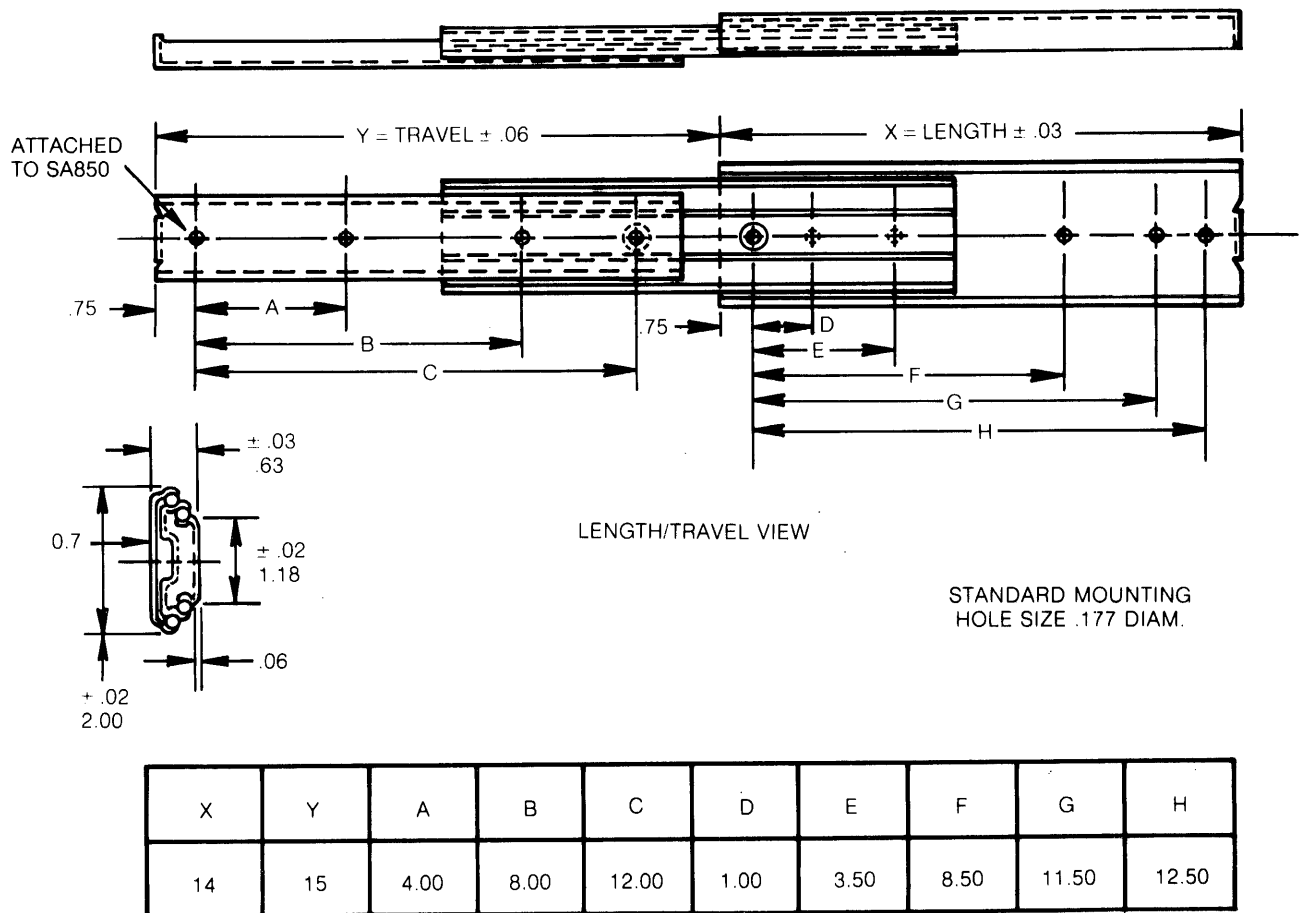 Y = TRAVEL ± .06
X = LENGTH ± .03
ATTACHED
TO SA850
.75
A
B
C
.75
D
E
F
G
H
± .03
.63
0.7
± .02
1.18
.06
± .02
2.00
LENGTH/TRAVEL VIEW
STANDARD MOUNTING
HOLE SIZE .177 DIAM.
X Y A B C D E F G H
14 15 4.00 8.00 12.00 1.00 3.50 8.50 11.50 12.50